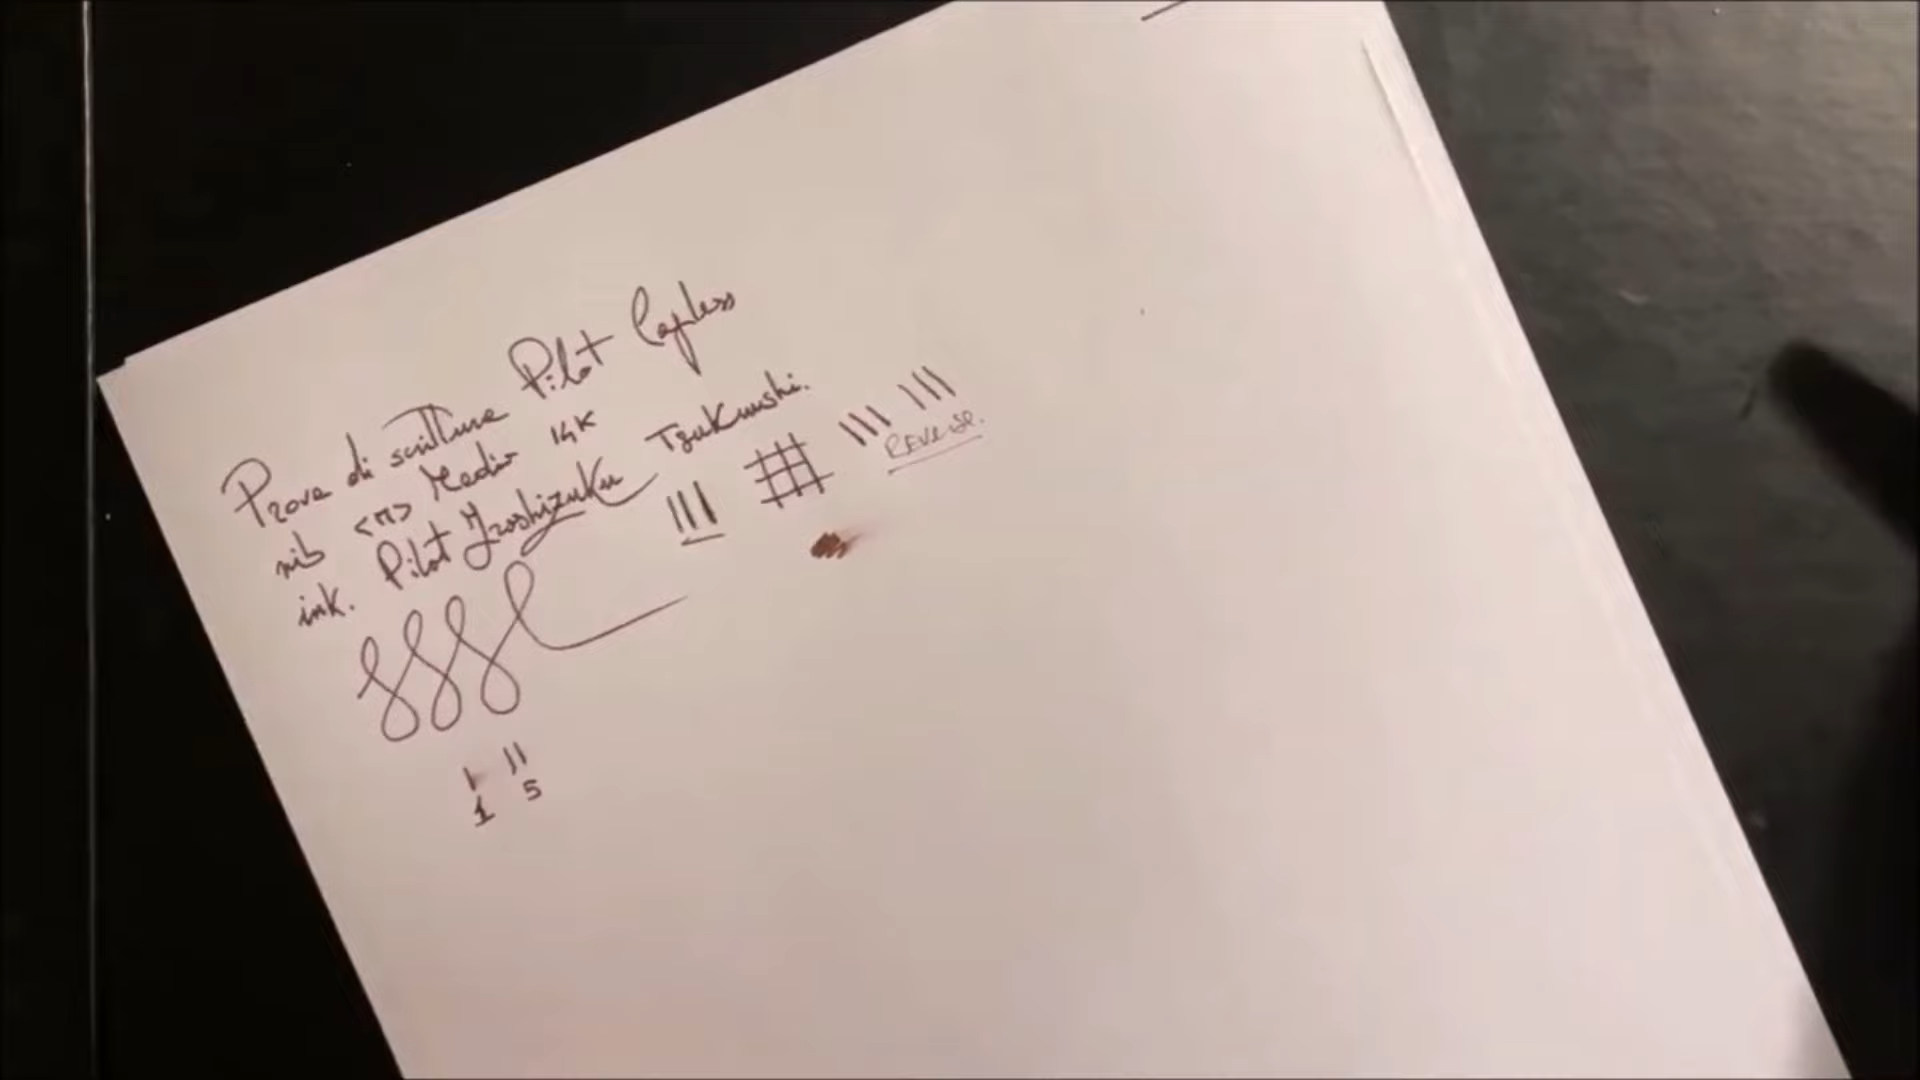 Prova di scrittura Pilot Capless
nib <M> Medio 14K
ink. Pilot Iroshizuku Tsukushi.
Reverse.
1 5